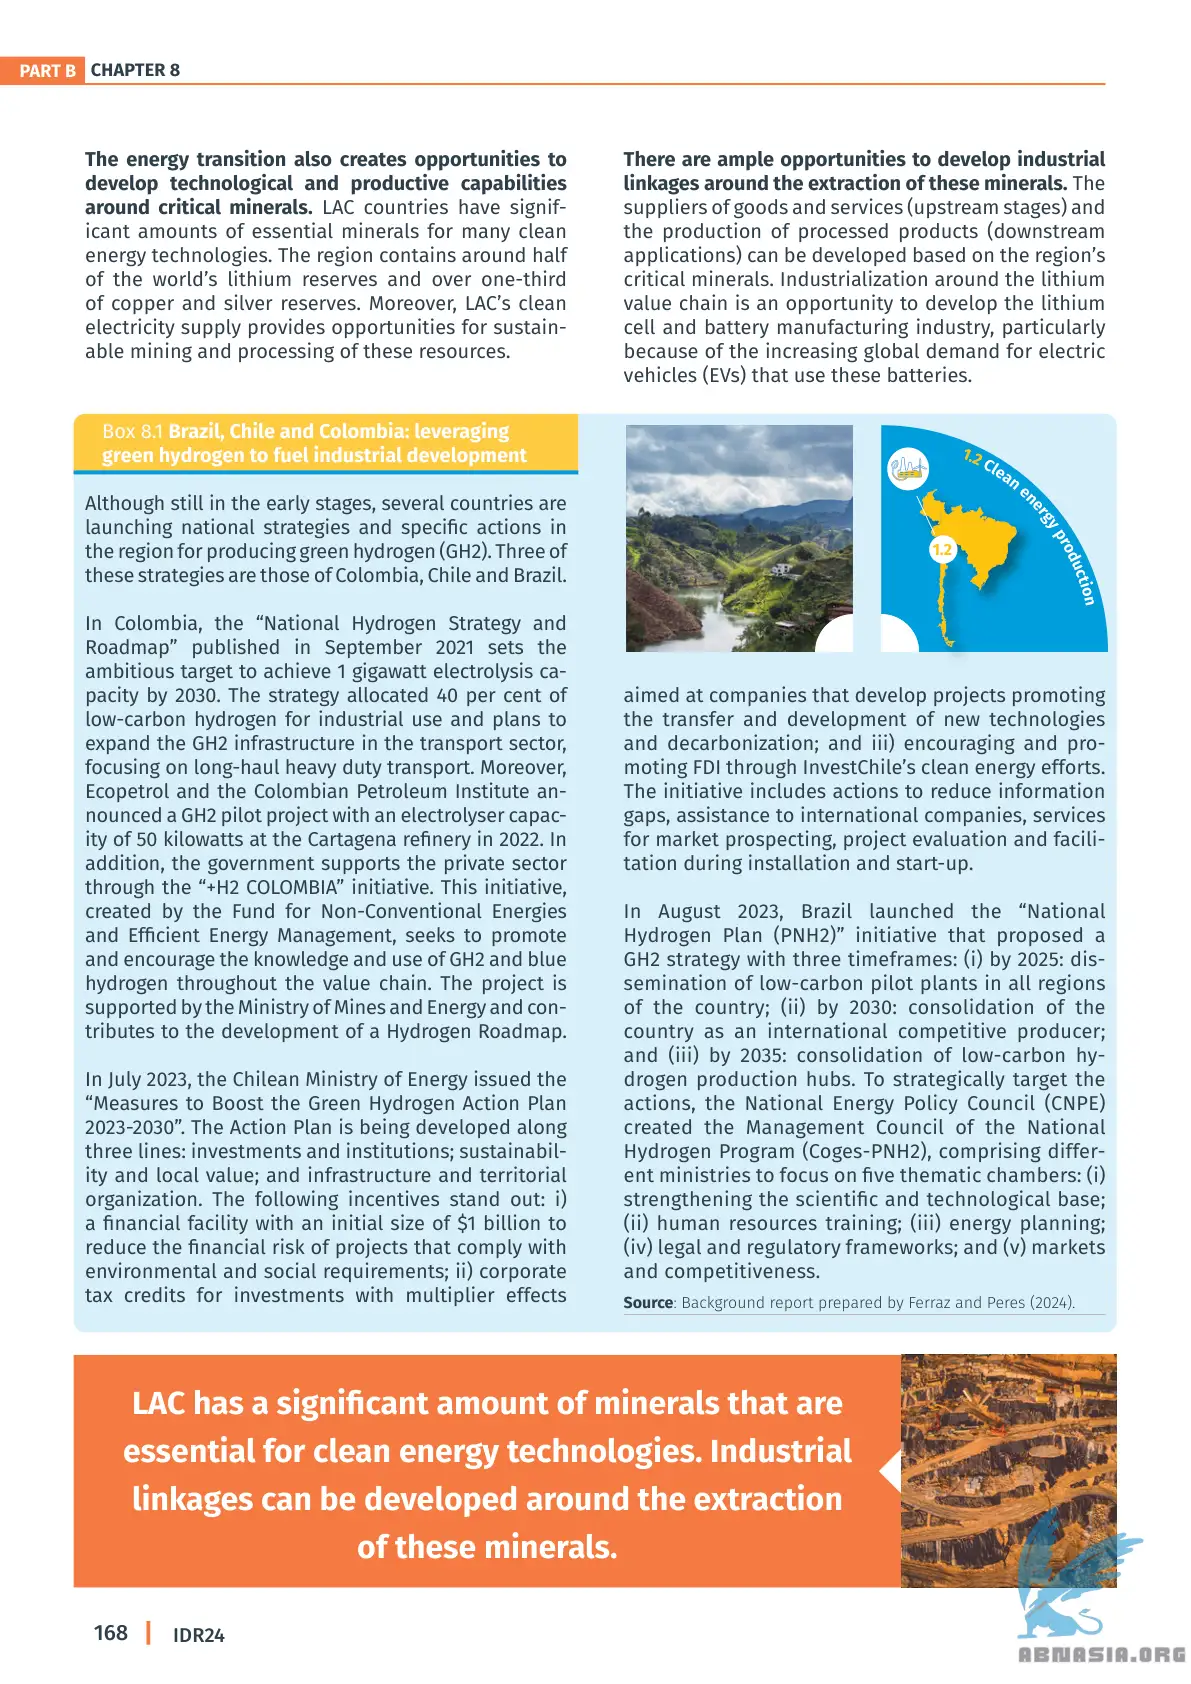 PART B CHAPTER 8
The energy transition also creates opportunities to
develop technological and productive capabilities
around critical minerals. LAC countries have signif-
icant amounts of essential minerals for many clean
energy technologies. The region contains around half
of the world’s lithium reserves and over one-third
of copper and silver reserves. Moreover, LAC’s clean
electricity supply provides opportunities for sustain-
able mining and processing of these resources.
There are ample opportunities to develop industrial
linkages around the extraction of these minerals. The
suppliers of goods and services (upstream stages) and
the production of processed products (downstream
applications) can be developed based on the region’s
critical minerals. Industrialization around the lithium
value chain is an opportunity to develop the lithium
cell and battery manufacturing industry, particularly
because of the increasing global demand for electric
vehicles (EVs) that use these batteries.
Box 8.1 Brazil, Chile and Colombia: leveraging
green hydrogen to fuel industrial development
Although still in the early stages, several countries are
launching national strategies and specific actions in
the region for producing green hydrogen (GH2). Three of
these strategies are those of Colombia, Chile and Brazil.
In Colombia, the “National Hydrogen Strategy and
Roadmap” published in September 2021 sets the
ambitious target to achieve 1 gigawatt electrolysis ca-
pacity by 2030. The strategy allocated 40 per cent of
low-carbon hydrogen for industrial use and plans to
expand the GH2 infrastructure in the transport sector,
focusing on long-haul heavy duty transport. Moreover,
Ecopetrol and the Colombian Petroleum Institute an-
nounced a GH2 pilot project with an electrolyser capac-
ity of 50 kilowatts at the Cartagena refinery in 2022. In
addition, the government supports the private sector
through the “+H2 COLOMBIA” initiative. This initiative,
created by the Fund for Non-Conventional Energies
and Efficient Energy Management, seeks to promote
and encourage the knowledge and use of GH2 and blue
hydrogen throughout the value chain. The project is
supported by the Ministry of Mines and Energy and con-
tributes to the development of a Hydrogen Roadmap.
In July 2023, the Chilean Ministry of Energy issued the
“Measures to Boost the Green Hydrogen Action Plan
2023-2030”. The Action Plan is being developed along
three lines: investments and institutions; sustainabil-
ity and local value; and infrastructure and territorial
organization. The following incentives stand out: i)
a financial facility with an initial size of $1 billion to
reduce the financial risk of projects that comply with
environmental and social requirements; ii) corporate
tax credits for investments with multiplier effects
1.2 Clean energy production
1.2
aimed at companies that develop projects promoting
the transfer and development of new technologies
and decarbonization; and iii) encouraging and pro-
moting FDI through InvestChile’s clean energy efforts.
The initiative includes actions to reduce information
gaps, assistance to international companies, services
for market prospecting, project evaluation and facili-
tation during installation and start-up.
In August 2023, Brazil launched the “National
Hydrogen Plan (PNH2)” initiative that proposed a
GH2 strategy with three timeframes: (i) by 2025: dis-
semination of low-carbon pilot plants in all regions
of the country; (ii) by 2030: consolidation of the
country as an international competitive producer;
and (iii) by 2035: consolidation of low-carbon hy-
drogen production hubs. To strategically target the
actions, the National Energy Policy Council (CNPE)
created the Management Council of the National
Hydrogen Program (Coges-PNH2), comprising differ-
ent ministries to focus on five thematic chambers: (i)
strengthening the scientific and technological base;
(ii) human resources training; (iii) energy planning;
(iv) legal and regulatory frameworks; and (v) markets
and competitiveness.
Source: Background report prepared by Ferraz and Peres (2024).
LAC has a significant amount of minerals that are
essential for clean energy technologies. Industrial
linkages can be developed around the extraction
of these minerals.
168 | IDR24
ABNASIA.ORG